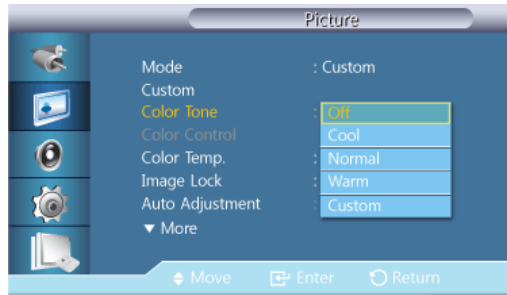 Picture
Mode : Custom
Custom
Color Tone : Off
Color Control Cool
Color Temp. : Normal
Image Lock : Warm
Auto Adjustment : Custom
▼ More
Move Enter Return